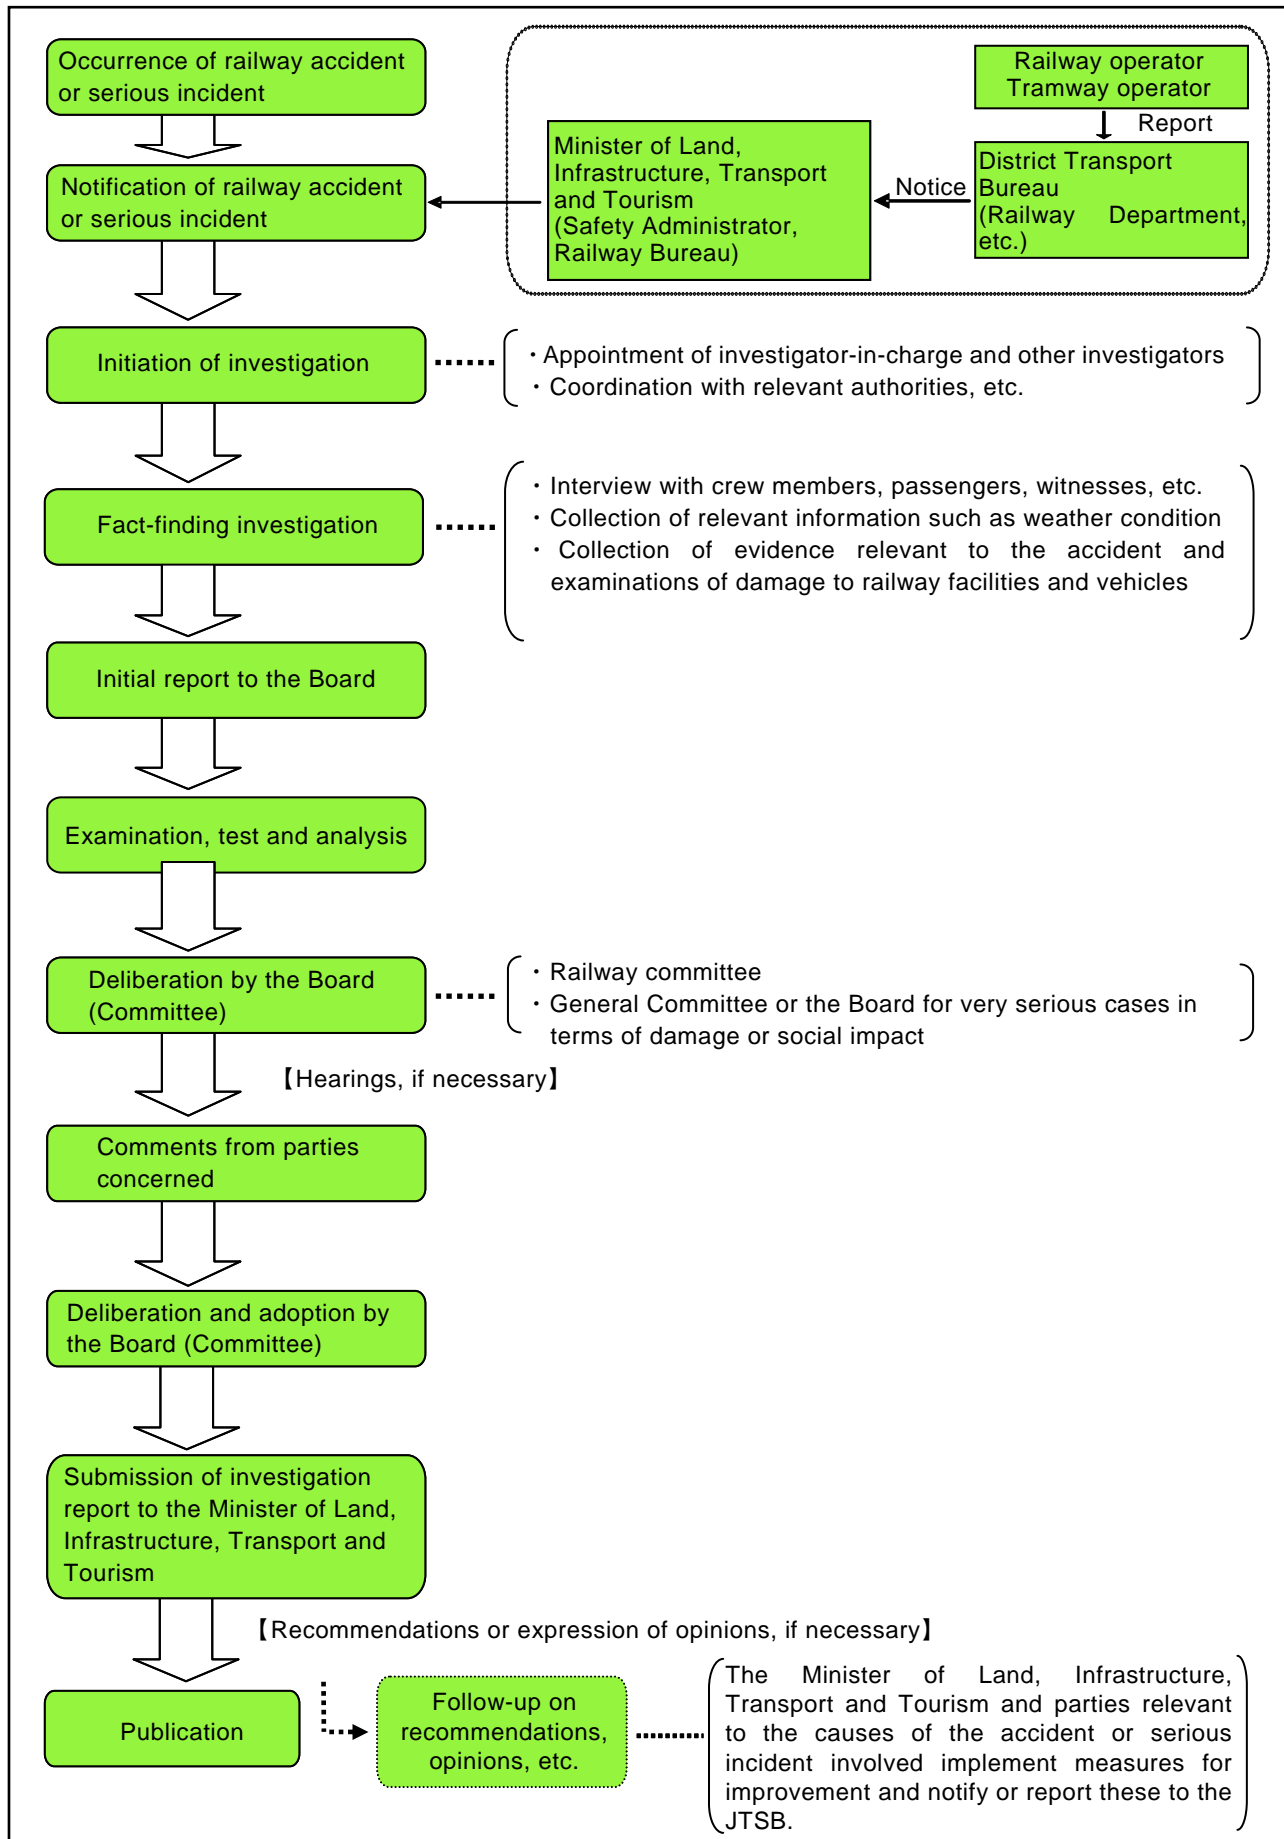 Occurrence of railway accident
or serious incident
Railway operator
Tramway operator
Report
Minister of Land,
Infrastructure, Transport
and Tourism
(Safety Administrator,
Railway Bureau)
Notice
District Transport
Bureau
(Railway Department,
etc.)
Notification of railway accident
or serious incident
Initiation of investigation
・Appointment of investigator-in-charge and other investigators
・Coordination with relevant authorities, etc.
Fact-finding investigation
・Interview with crew members, passengers, witnesses, etc.
・Collection of relevant information such as weather condition
・Collection of evidence relevant to the accident and
examinations of damage to railway facilities and vehicles
Initial report to the Board
Examination, test and analysis
Deliberation by the Board
(Committee)
・Railway committee
・General Committee or the Board for very serious cases in
terms of damage or social impact
【Hearings, if necessary】
Comments from parties
concerned
Deliberation and adoption by
the Board (Committee)
Submission of investigation
report to the Minister of Land,
Infrastructure, Transport and
Tourism
【Recommendations or expression of opinions, if necessary】
Publication
Follow-up on
recommendations,
opinions, etc.
The Minister of Land, Infrastructure,
Transport and Tourism and parties relevant
to the causes of the accident or serious
incident involved implement measures for
improvement and notify or report these to the
JTSB.